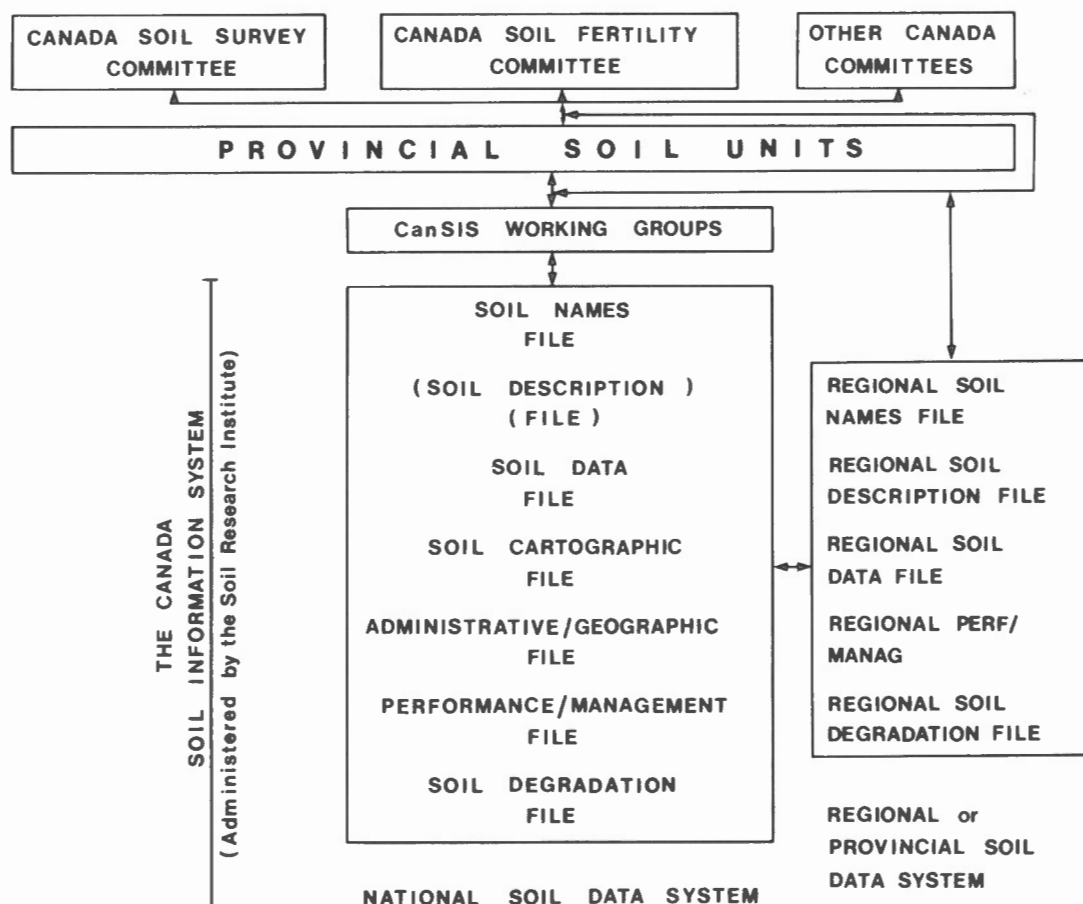 CANADA SOIL SURVEY
COMMITTEE
CANADA SOIL FERTILITY
COMMITTEE
OTHER CANADA
COMMITTEES
PROVINCIAL SOIL UNITS
CanSIS WORKING GROUPS
THE CANADA
SOIL INFORMATION SYSTEM
(Administered by the Soil Research Institute)
SOIL NAMES
FILE
(SOIL DESCRIPTION )
( FILE )
SOIL DATA
FILE
SOIL CARTOGRAPHIC
FILE
ADMINISTRATIVE/GEOGRAPHIC
FILE
PERFORMANCE/MANAGEMENT
FILE
SOIL DEGRADATION
FILE
NATIONAL SOIL DATA SYSTEM
REGIONAL SOIL
NAMES FILE
REGIONAL SOIL
DESCRIPTION FILE
REGIONAL SOIL
DATA FILE
REGIONAL PERF/
MANAG
REGIONAL SOIL
DEGRADATION FILE
REGIONAL or
PROVINCIAL SOIL
DATA SYSTEM